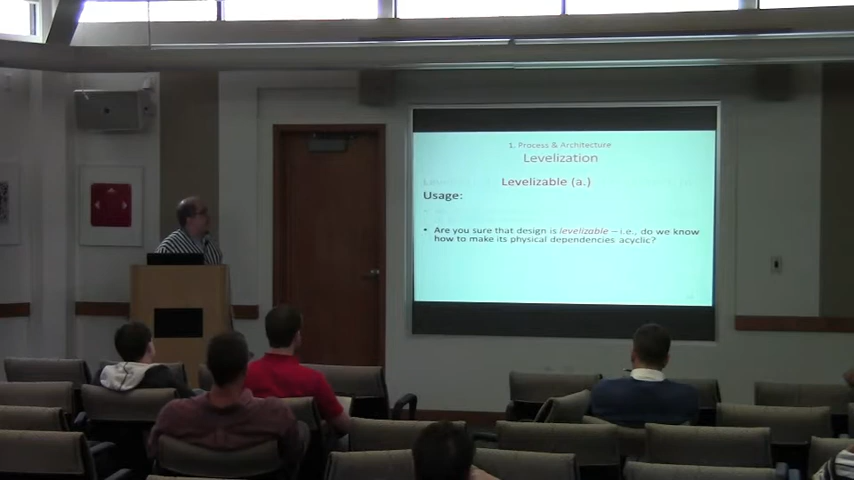 1. Process & Architecture
Levelization
Levelizable (a.)
Usage:
• Are you sure that design is levelizable – i.e., do we know
how to make its physical dependencies acyclic?